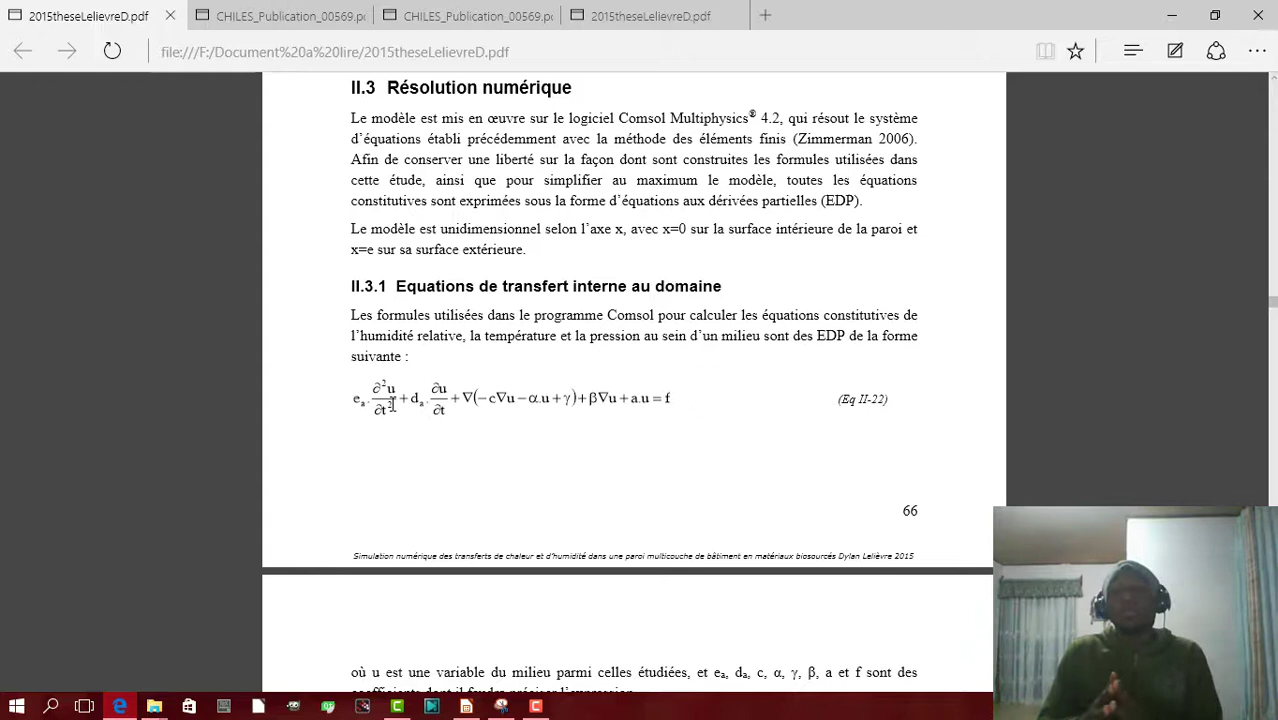 2015theseLelievreD.pdf
CHILES_Publication_00569.pc
CHILES_Publication_00569.pc
2015theseLelievreD.pdf
file:///F:/Document%20a%20lire/2015theseLelievreD.pdf
II.3 Résolution numérique
Le modèle est mis en œuvre sur le logiciel Comsol Multiphysics® 4.2, qui résout le système
d'équations établi précédemment avec la méthode des éléments finis (Zimmerman 2006).
Afin de conserver une liberté sur la façon dont sont construites les formules utilisées dans
cette étude, ainsi que pour simplifier au maximum le modèle, toutes les équations
constitutives sont exprimées sous la forme d'équations aux dérivées partielles (EDP).
Le modèle est unidimensionnel selon l'axe x, avec x=0 sur la surface intérieure de la paroi et
x=e sur sa surface extérieure.
II.3.1 Equations de transfert interne au domaine
Les formules utilisées dans le programme Comsol pour calculer les équations constitutives de
l'humidité relative, la température et la pression au sein d'un milieu sont des EDP de la forme
suivante :
eₐ.∂²u/∂t² + dₐ.∂u/∂t + ∇(−c∇u − α.u + γ) + β∇u + a.u = f (Eq II-22)
66
Simulation numérique des transferts de chaleur et d'humidité dans une paroi multicouche de bâtiment en matériaux biosourcés Dylan Lelièvre 2015
où u est une variable du milieu parmi celles étudiées, et eₐ, dₐ, c, α, γ, β, a et f sont des
coefficients dont il faudra préciser l'expression